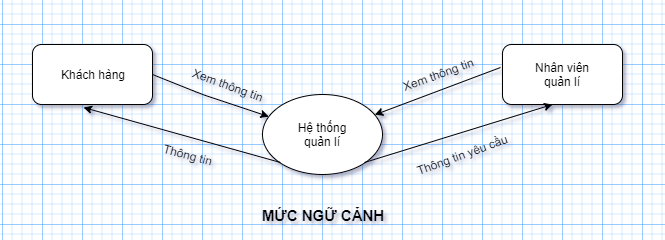 Khách hàng
Xem thông tin
Xem thông tin
Nhân viên
quản lí
Hệ thống
quản lí
Thông tin
Thông tin yêu cầu
MỨC NGỮ CẢNH